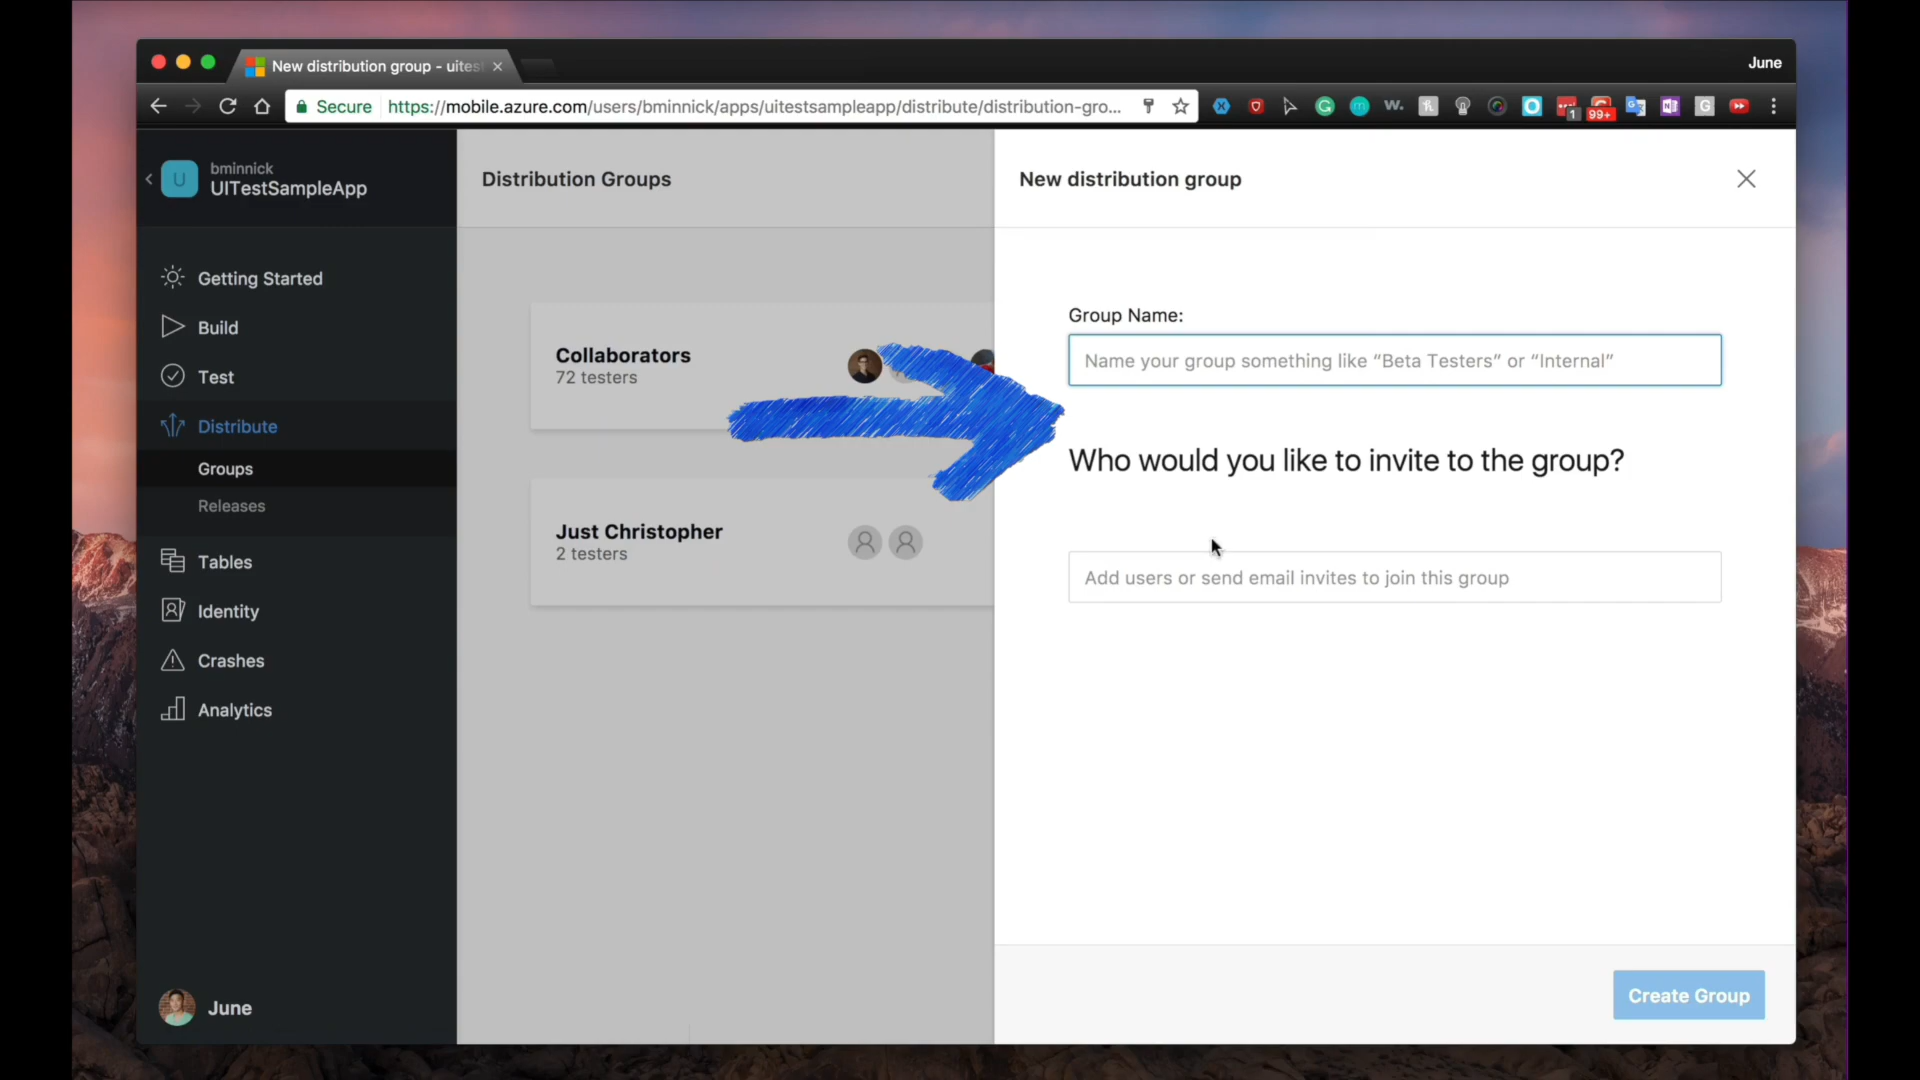 New distribution group - uites
June
Secure https://mobile.azure.com/users/bminnick/apps/uitestsampleapp/distribute/distribution-gro...
w.
1
99+
G
U
bminnick
UITestSampleApp
Distribution Groups
New distribution group
Getting Started
Build
Test
Distribute
Groups
Releases
Tables
Identity
Crashes
Analytics
June
Collaborators
72 testers
Just Christopher
2 testers
Group Name:
Name your group something like “Beta Testers” or “Internal”
Who would you like to invite to the group?
Add users or send email invites to join this group
Create Group